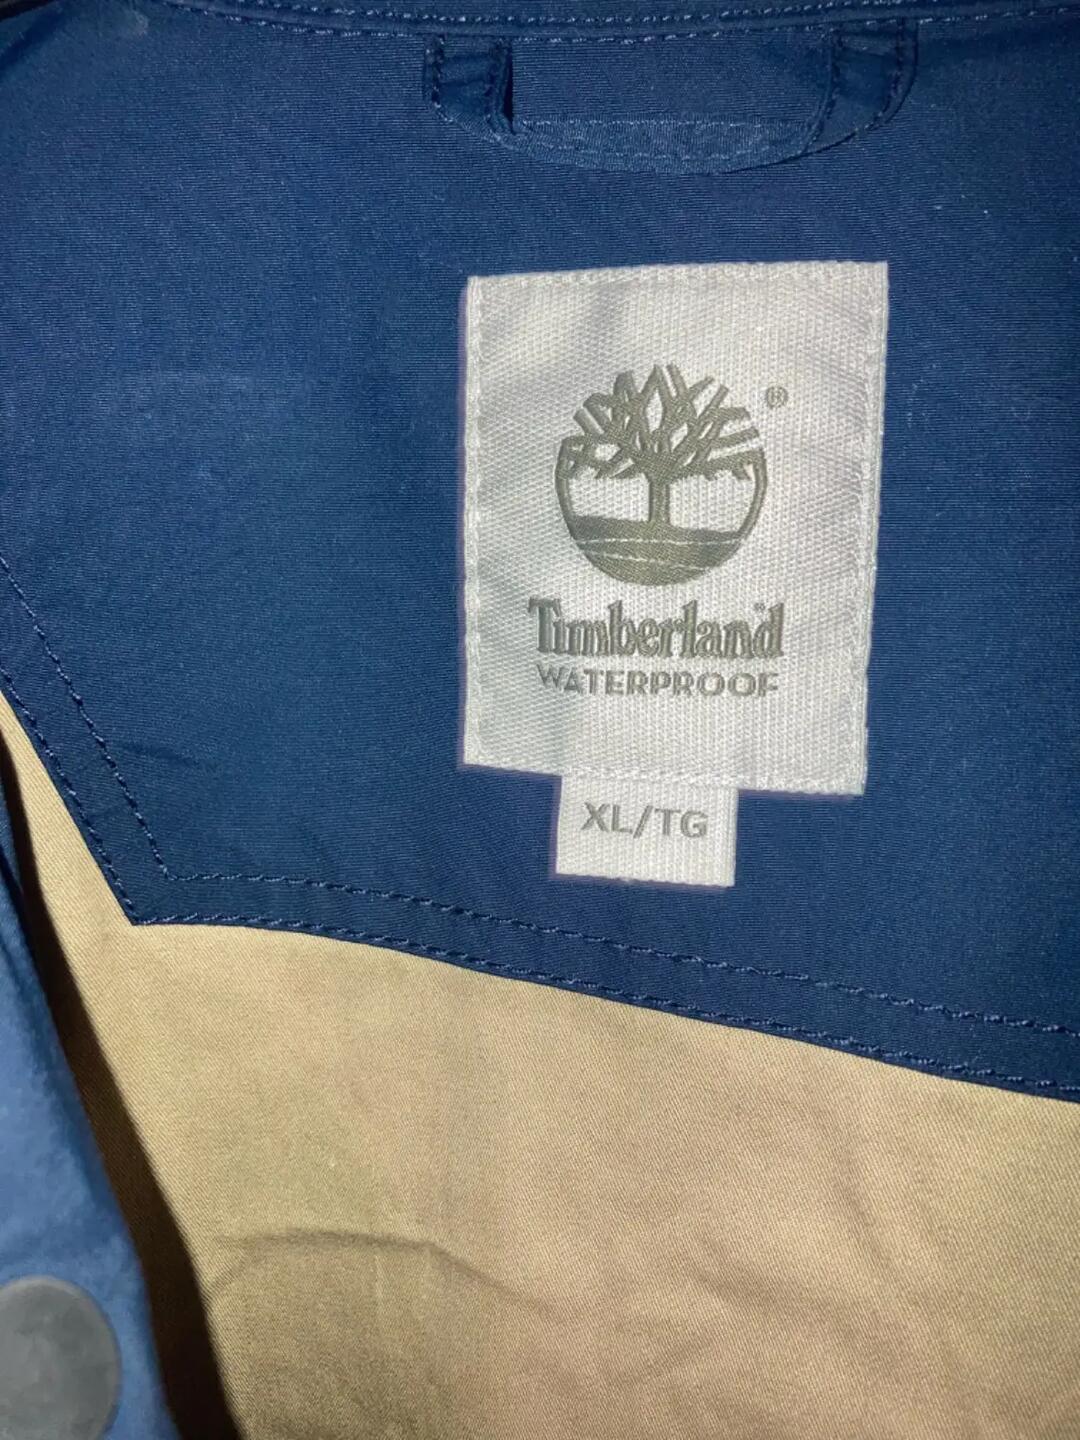 ®
Timberland
WATERPROOF
XL/TG